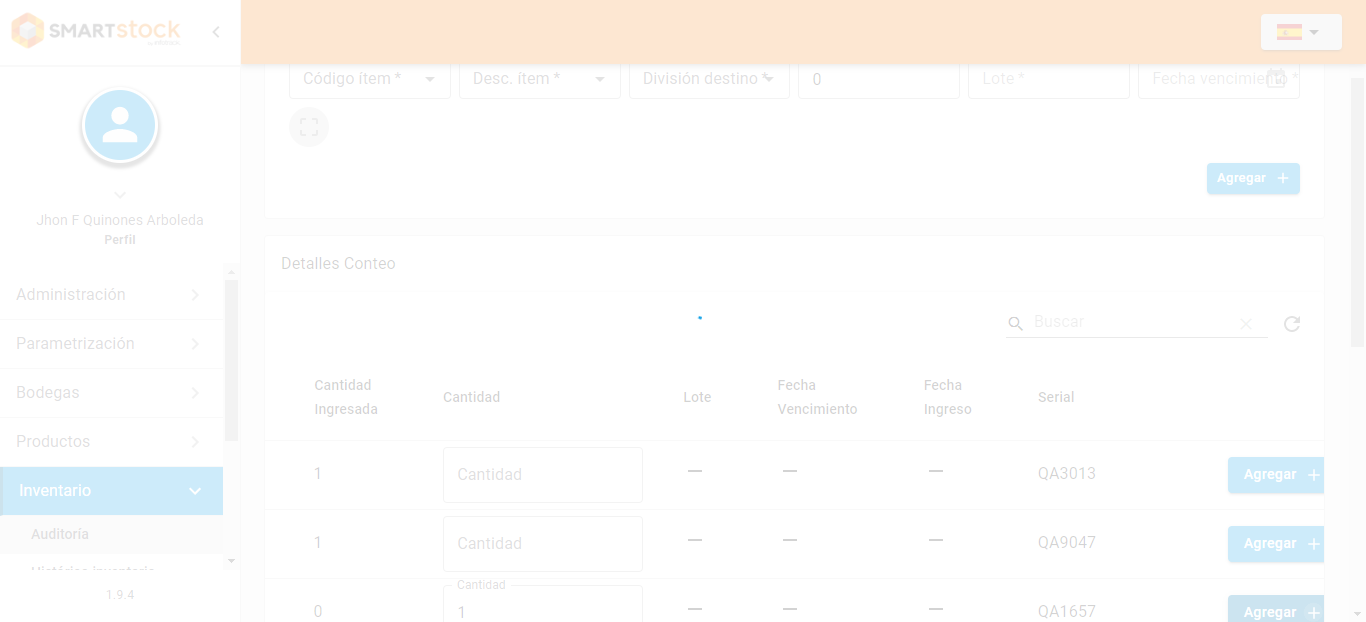 SMARTstock
Código ítem *
Desc. ítem *
División destino *
0
Lote *
Fecha vencimiento *
Agregar
Jhon F Quinones Arboleda
Perfil
Administración
Parametrización
Bodegas
Productos
Inventario
Auditoría
Histórico inventario
1.9.4
Detalles Conteo
Buscar
Cantidad Ingresada
Cantidad
Lote
Fecha Vencimiento
Fecha Ingreso
Serial
1
Cantidad
—
—
—
QA3013
Agregar
1
Cantidad
—
—
—
QA9047
Agregar
0
Cantidad
1
—
—
—
QA1657
Agregar